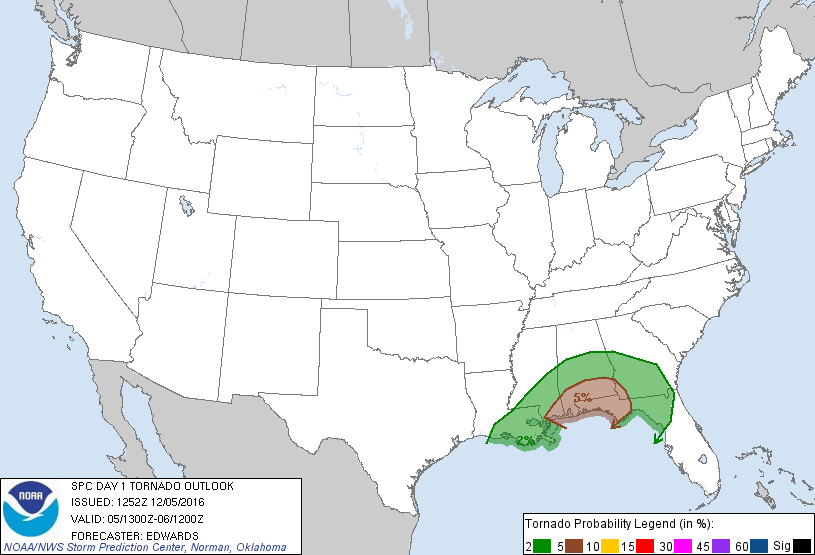 5%
2%
NOAA
SPC DAY 1 TORNADO OUTLOOK
ISSUED: 1252Z 12/05/2016
VALID: 05/1300Z-06/1200Z
FORECASTER: EDWARDS
NOAA/NWS Storm Prediction Center, Norman, Oklahoma
Tornado Probability Legend (in %):
2 5 10 15 30 45 60 Sig